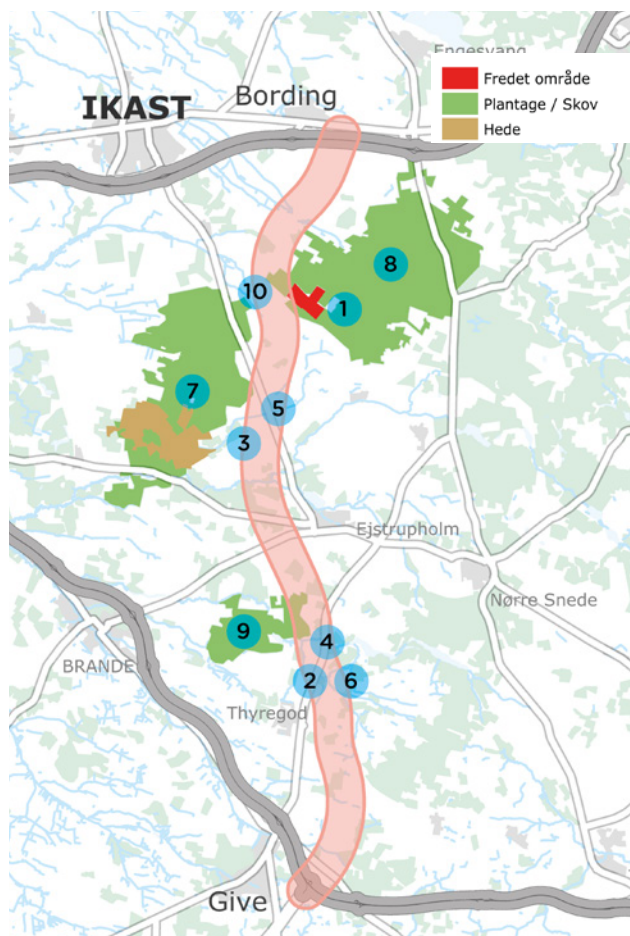 Engesvang
Fredet område
Plantage / Skov
Hede
Bording
IKAST
8
10
1
7
5
3
Ejstrupholm
Nørre Snede
9
4
BRANDE
2
6
Thyregod
Give